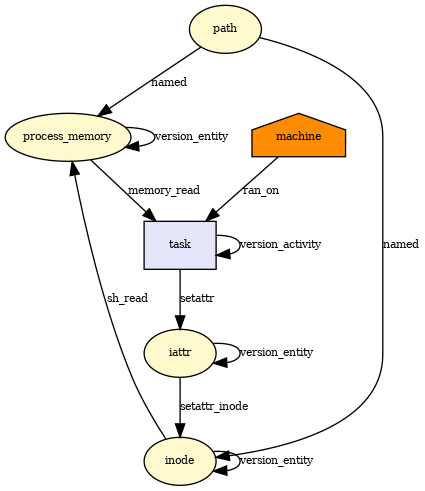 path
named
process_memory
version_entity
machine
memory_read
ran_on
task
version_activity
named
sh_read
setattr
iattr
version_entity
setattr_inode
inode
version_entity